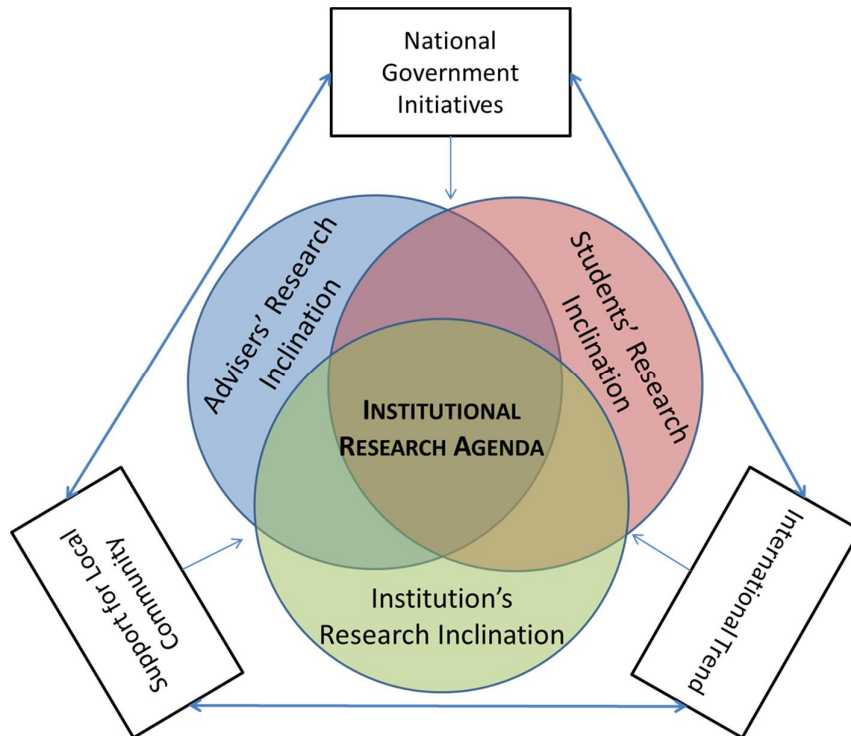 National
Government
Initiatives
Advisers’ Research
Inclination
Students’ Research
Inclination
INSTITUTIONAL
RESEARCH AGENDA
Institution’s
Research Inclination
Support for Local
Community
International Trend